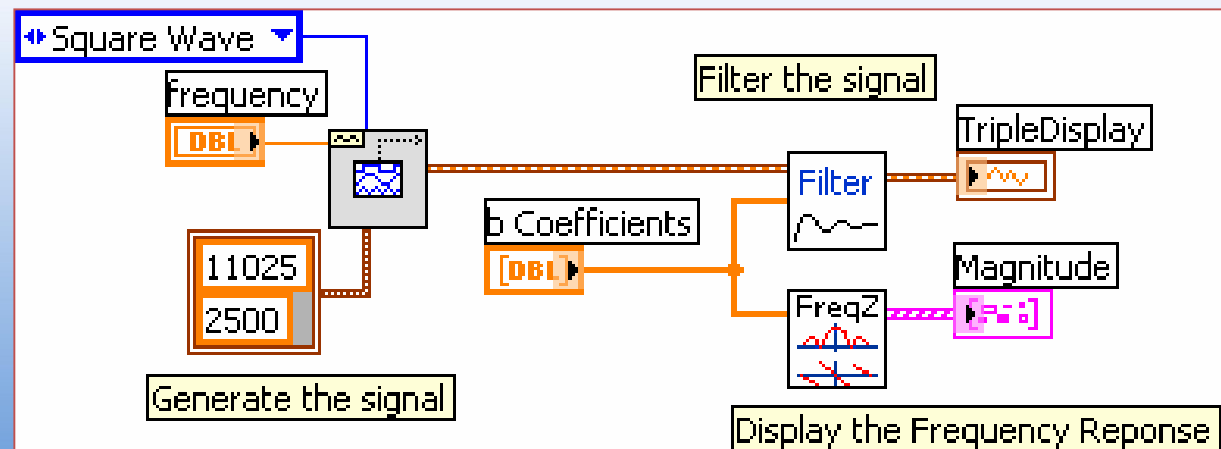 Square Wave
frequency
DBL
11025
2500
Generate the signal
Filter the signal
b Coefficients
[DBL]
Filter
TripleDisplay
FreqZ
Magnitude
Display the Frequency Reponse